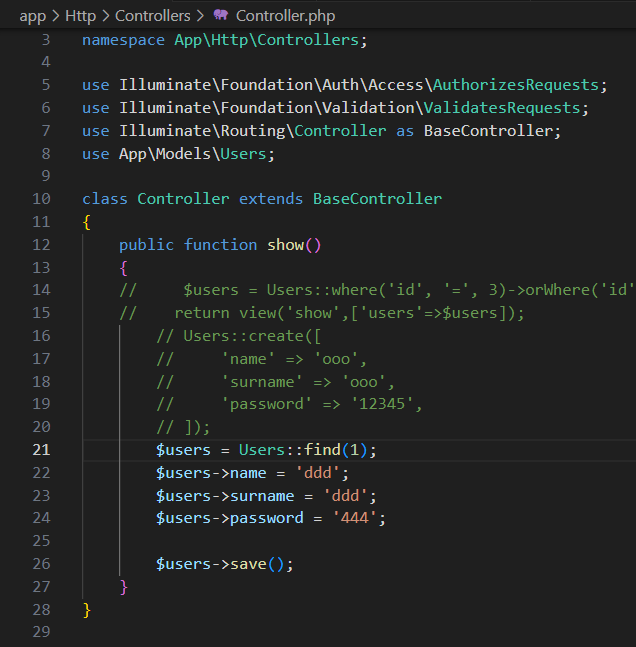 app > Http > Controllers > Controller.php
3 namespace App\Http\Controllers;
4
5 use Illuminate\Foundation\Auth\Access\AuthorizesRequests;
6 use Illuminate\Foundation\Validation\ValidatesRequests;
7 use Illuminate\Routing\Controller as BaseController;
8 use App\Models\Users;
9
10 class Controller extends BaseController
11 {
12     public function show()
13     {
14     //     $users = Users::where('id', '=', 3)->orWhere('id'
15     //    return view('show',['users'=>$users]);
16         // Users::create([
17         //     'name' => 'ooo',
18         //     'surname' => 'ooo',
19         //     'password' => '12345',
20         // ]);
21         $users = Users::find(1);
22         $users->name = 'ddd';
23         $users->surname = 'ddd';
24         $users->password = '444';
25
26         $users->save();
27     }
28 }
29